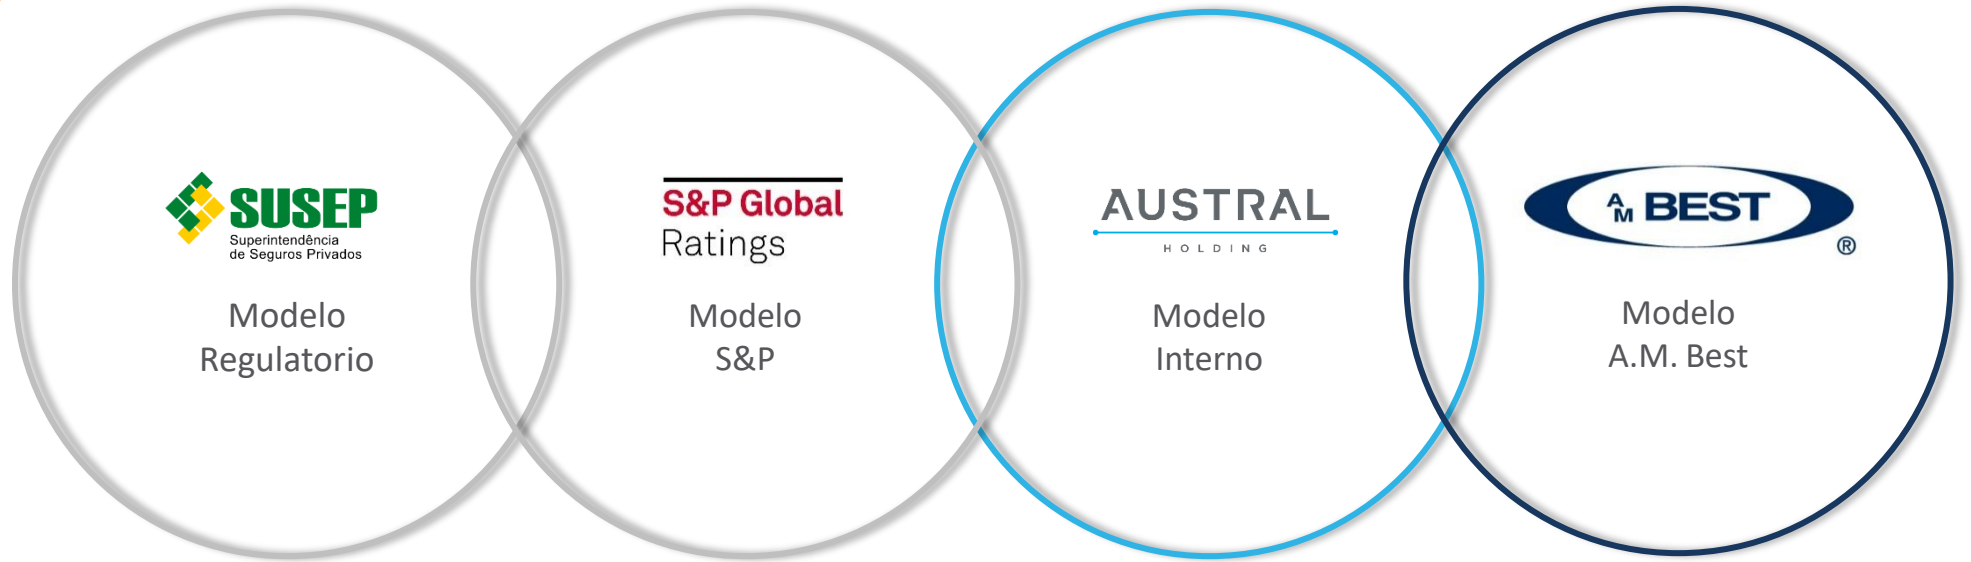 SUSEP
Superintendência
de Seguros Privados
Modelo
Regulatorio
S&P Global
Ratings
Modelo
S&P
AUSTRAL
HOLDING
Modelo
Interno
AM BEST
®
Modelo
A.M. Best